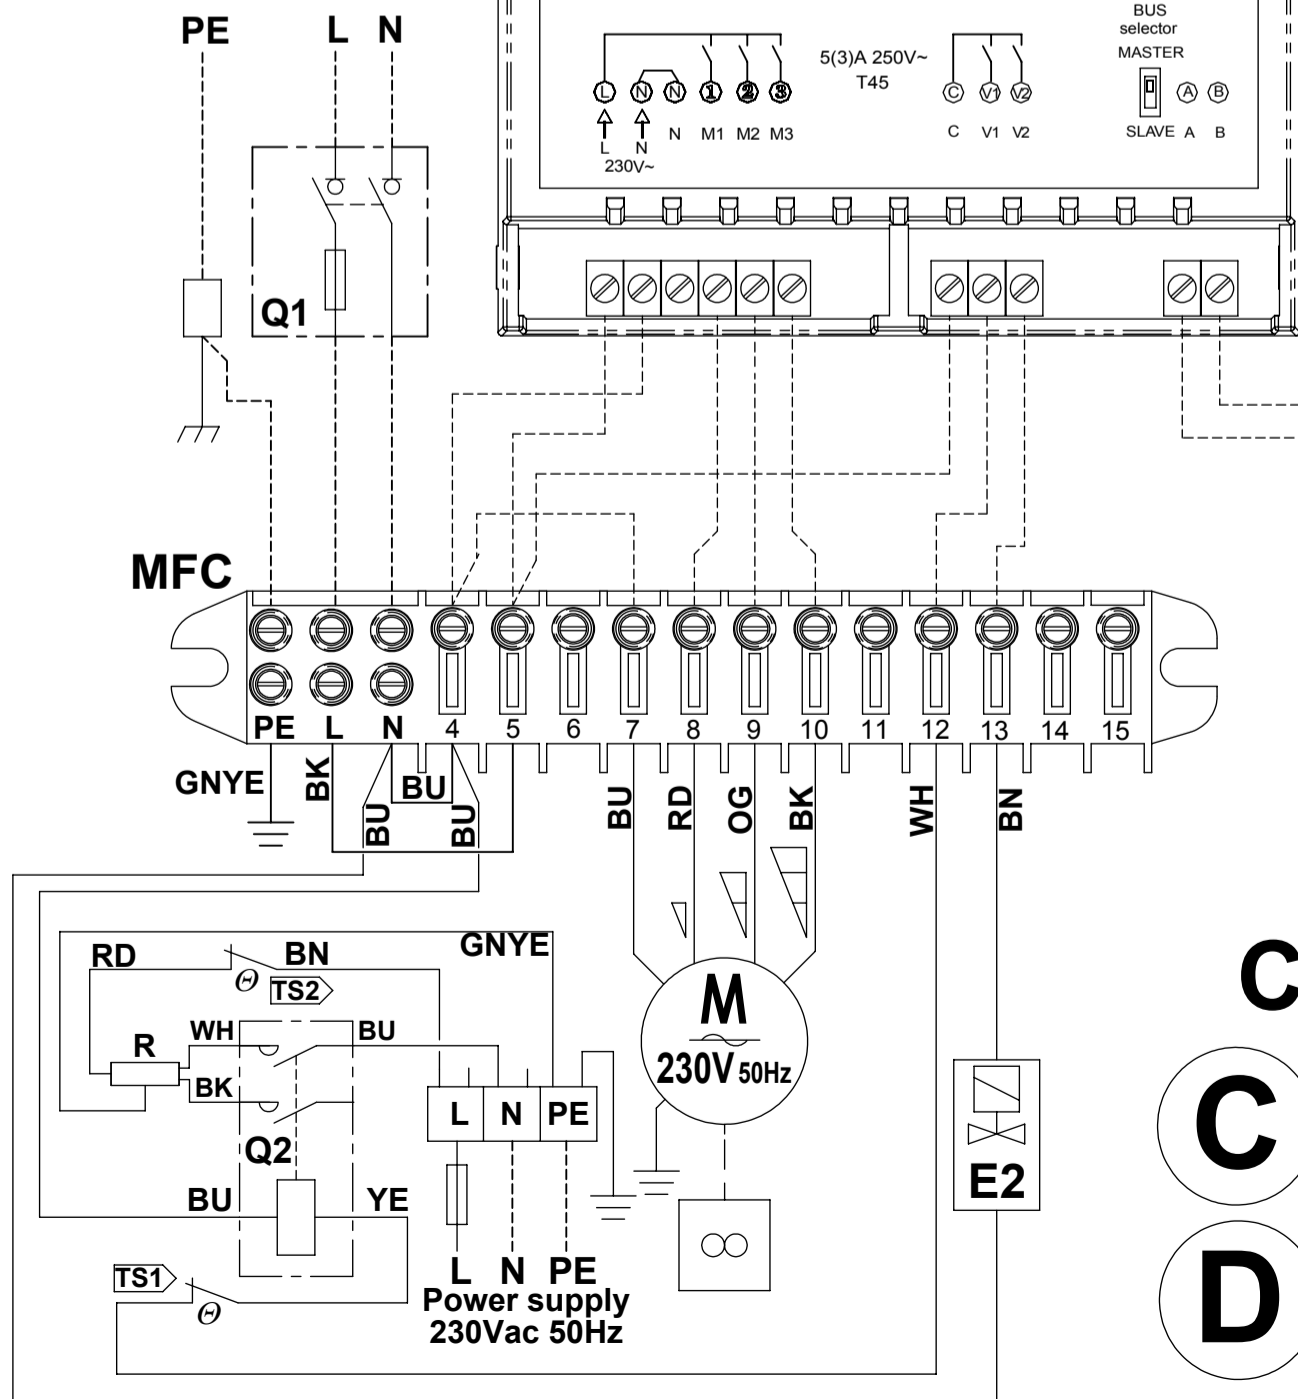 PE L N
BUS
selector
MASTER
5(3)A 250V~
T45
L N N 1 2 3
C V1 V2
A B
L N N M1 M2 M3
230V~
C V1 V2
SLAVE A B
Q1
MFC
PE L N 4 5 6 7 8 9 10 11 12 13 14 15
GNYE BK BU BU BU BU RD OG BK WH BN
RD BN GNYE
Θ TS2
WH BU
R
BK
Q2
BU YE
TS1
Θ
L N PE
L N PE
Power supply
230Vac 50Hz
M
230V 50Hz
E2
C
C
D